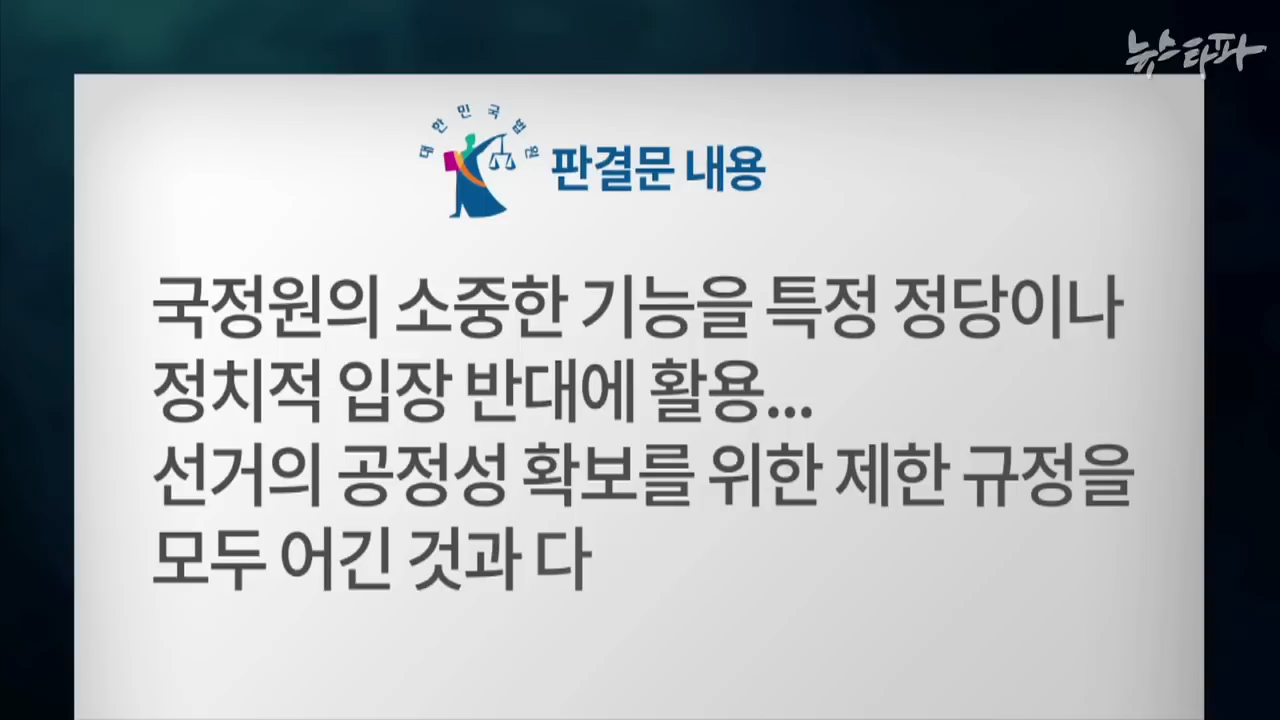 뉴스타파
대한민국법원
판결문 내용
국정원의 소중한 기능을 특정 정당이나
정치적 입장 반대에 활용...
선거의 공정성 확보를 위한 제한 규정을
모두 어긴 것과 다